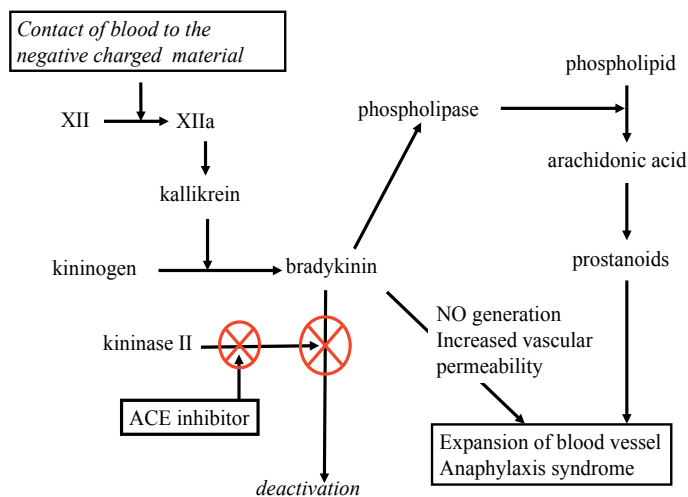 Contact of blood to the
negative charged material
phospholipid
XII
XIIa
phospholipase
arachidonic acid
kallikrein
kininogen
bradykinin
prostanoids
NO generation
Increased vascular
permeability
kininase II
ACE inhibitor
Expansion of blood vessel
Anaphylaxis syndrome
deactivation